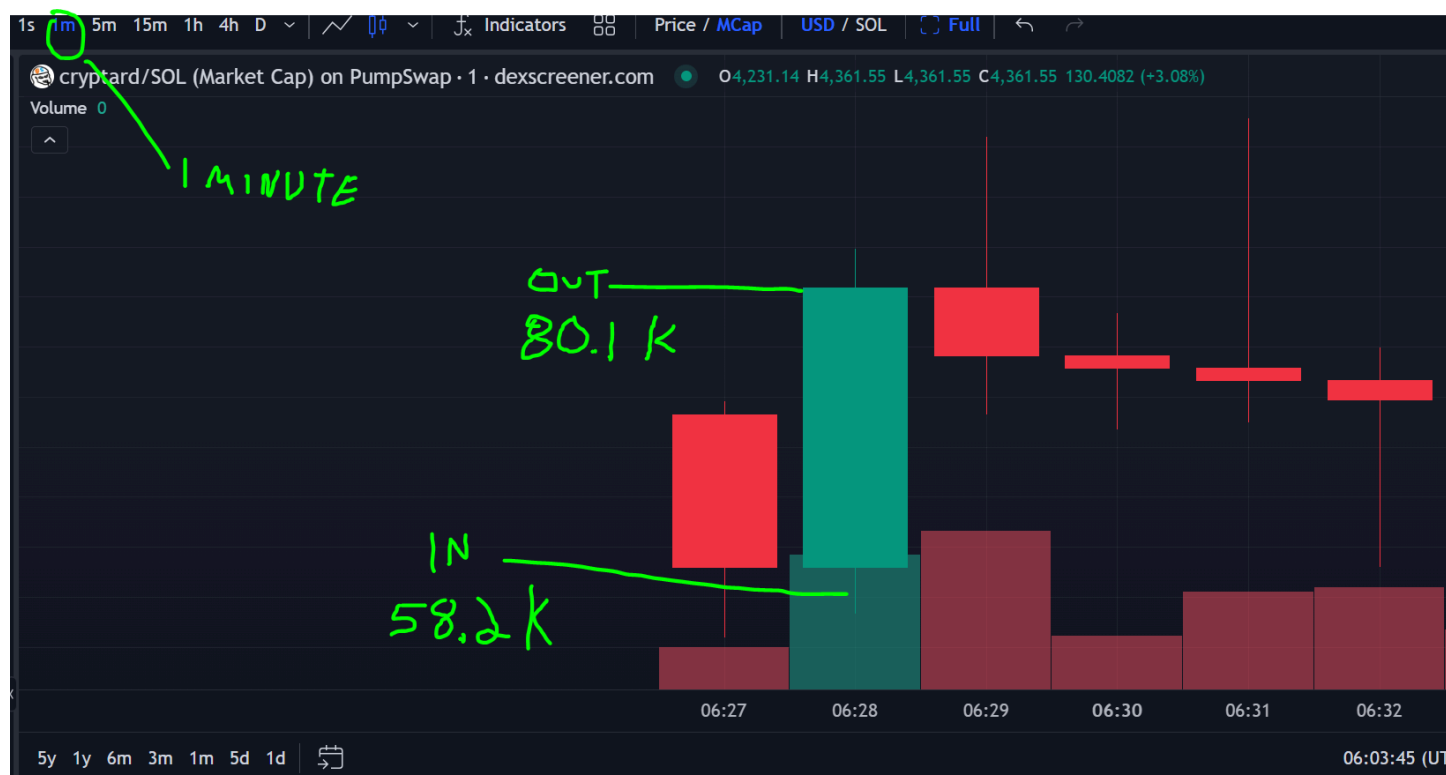 1s 1m 5m 15m 1h 4h D Indicators Price / MCap USD / SOL Full
cryptard/SOL (Market Cap) on PumpSwap · 1 · dexscreener.com O4,231.14 H4,361.55 L4,361.55 C4,361.55 130.4082 (+3.08%)
Volume 0
1 MINUTE
OUT
80.1 K
IN
58.2 K
06:27 06:28 06:29 06:30 06:31 06:32
5y 1y 6m 3m 1m 5d 1d 06:03:45 (UT